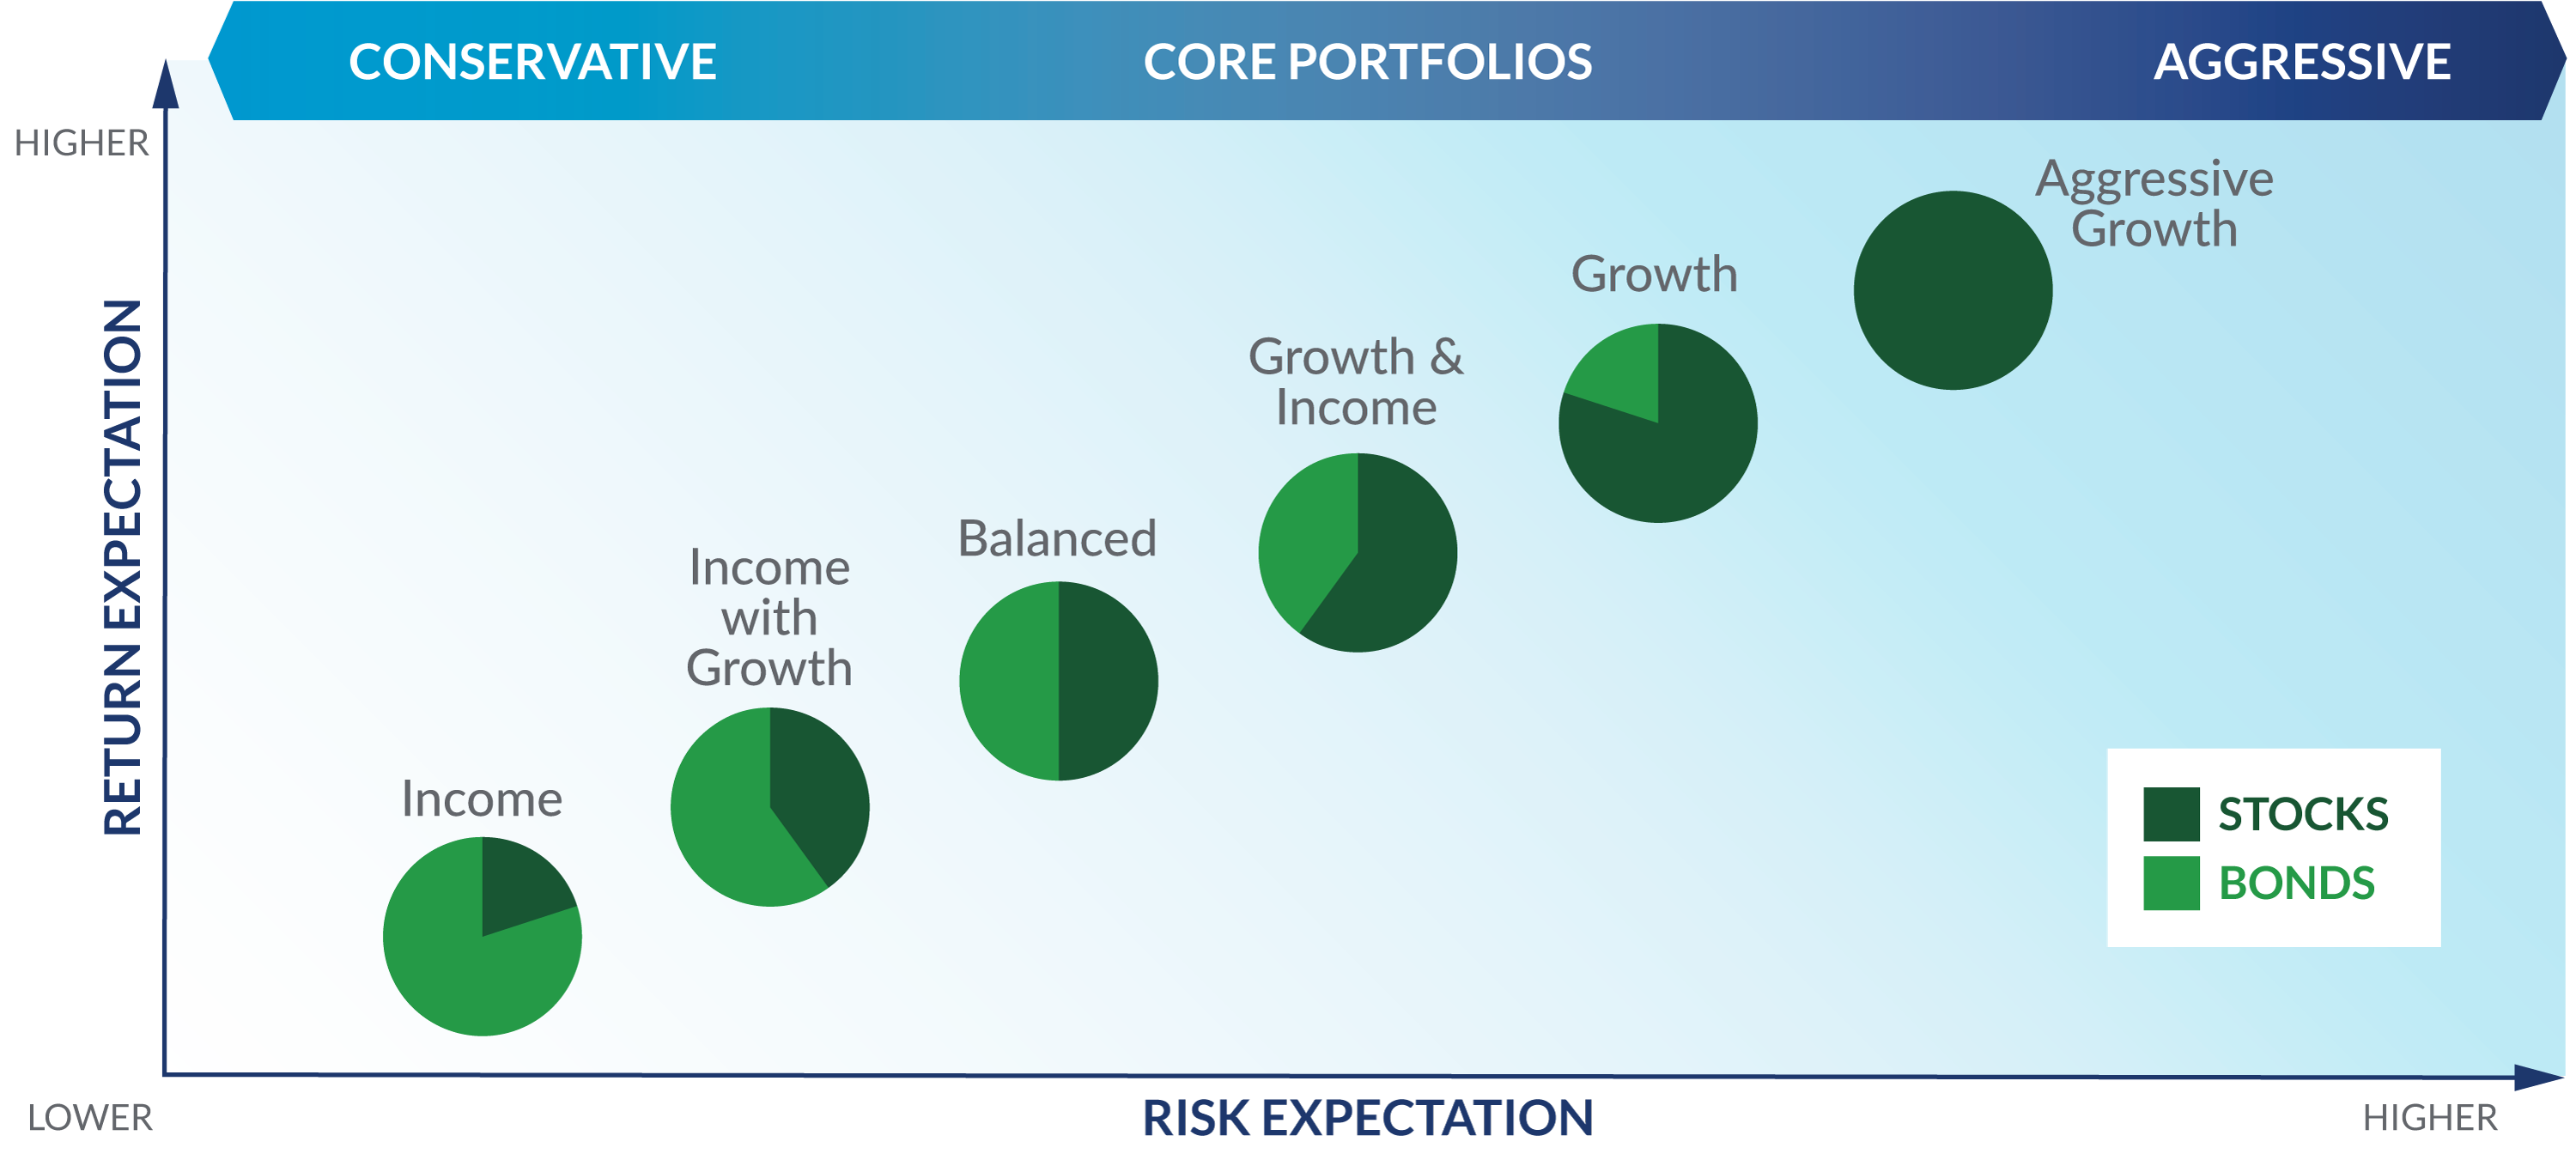 CONSERVATIVE
CORE PORTFOLIOS
AGGRESSIVE
HIGHER
RETURN EXPECTATION
Income
Income
with
Growth
Balanced
Growth &
Income
Growth
Aggressive
Growth
STOCKS
BONDS
LOWER
RISK EXPECTATION
HIGHER